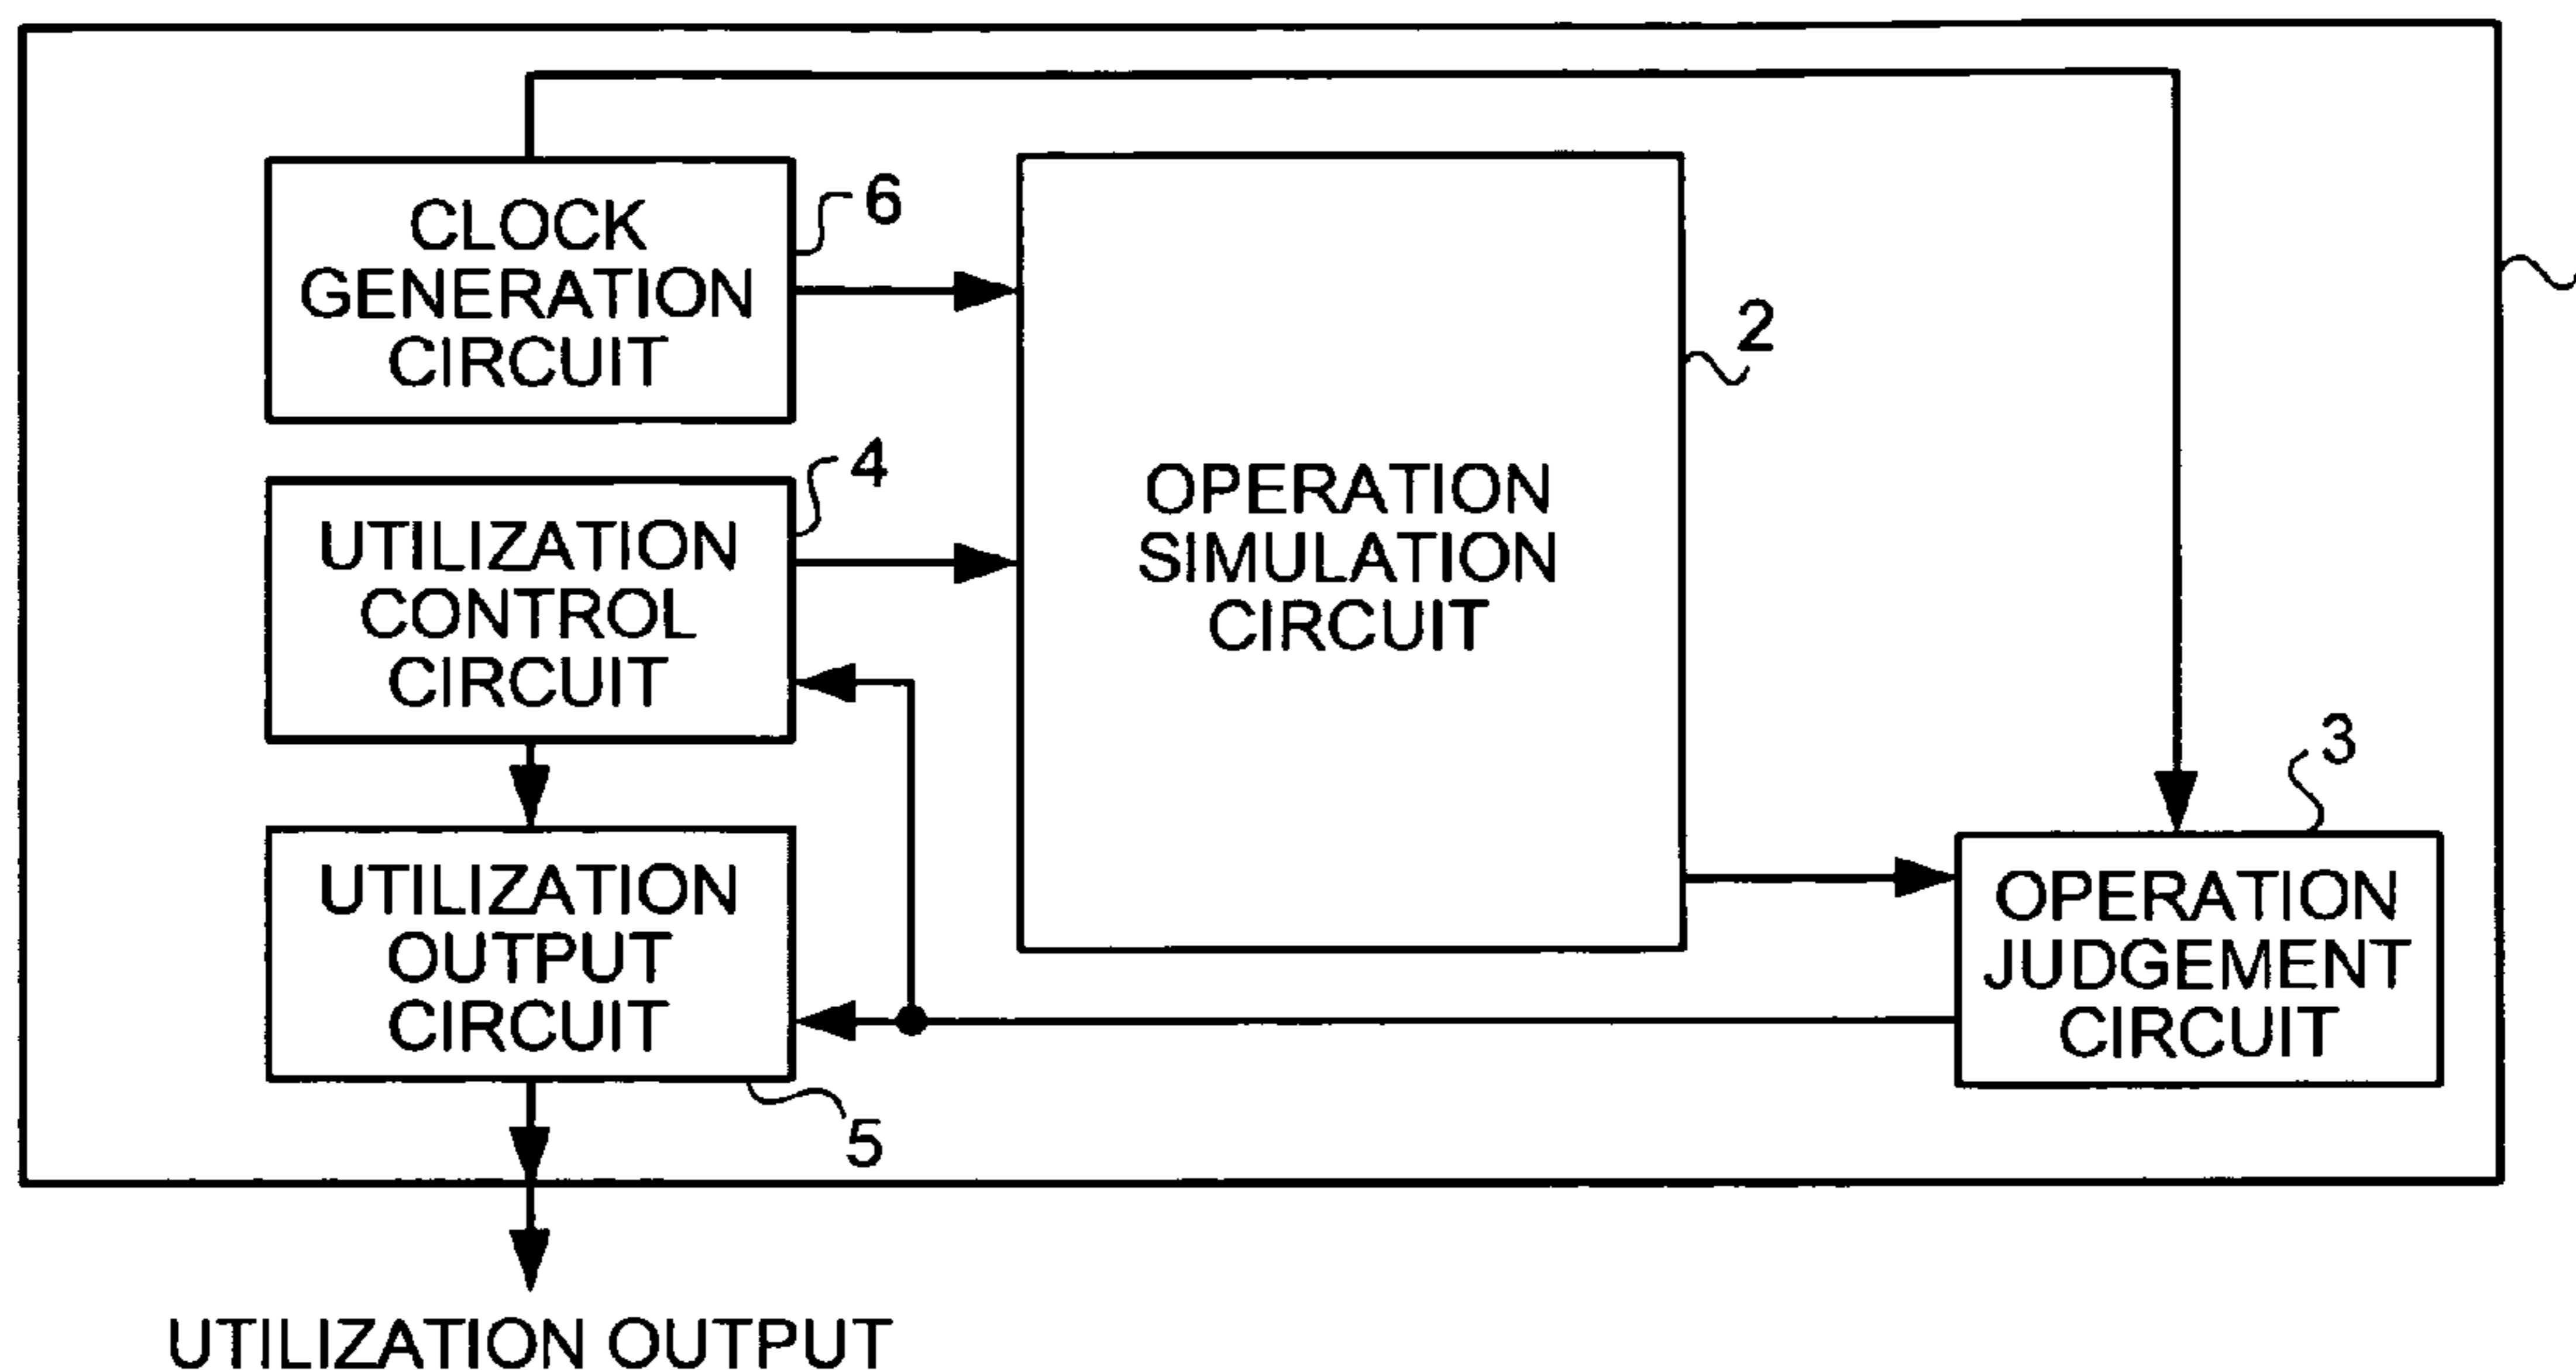 CLOCK
GENERATION
CIRCUIT
6
2
4
UTILIZATION
CONTROL
CIRCUIT
OPERATION
SIMULATION
CIRCUIT
3
UTILIZATION
OUTPUT
CIRCUIT
OPERATION
JUDGEMENT
CIRCUIT
5
UTILIZATION OUTPUT